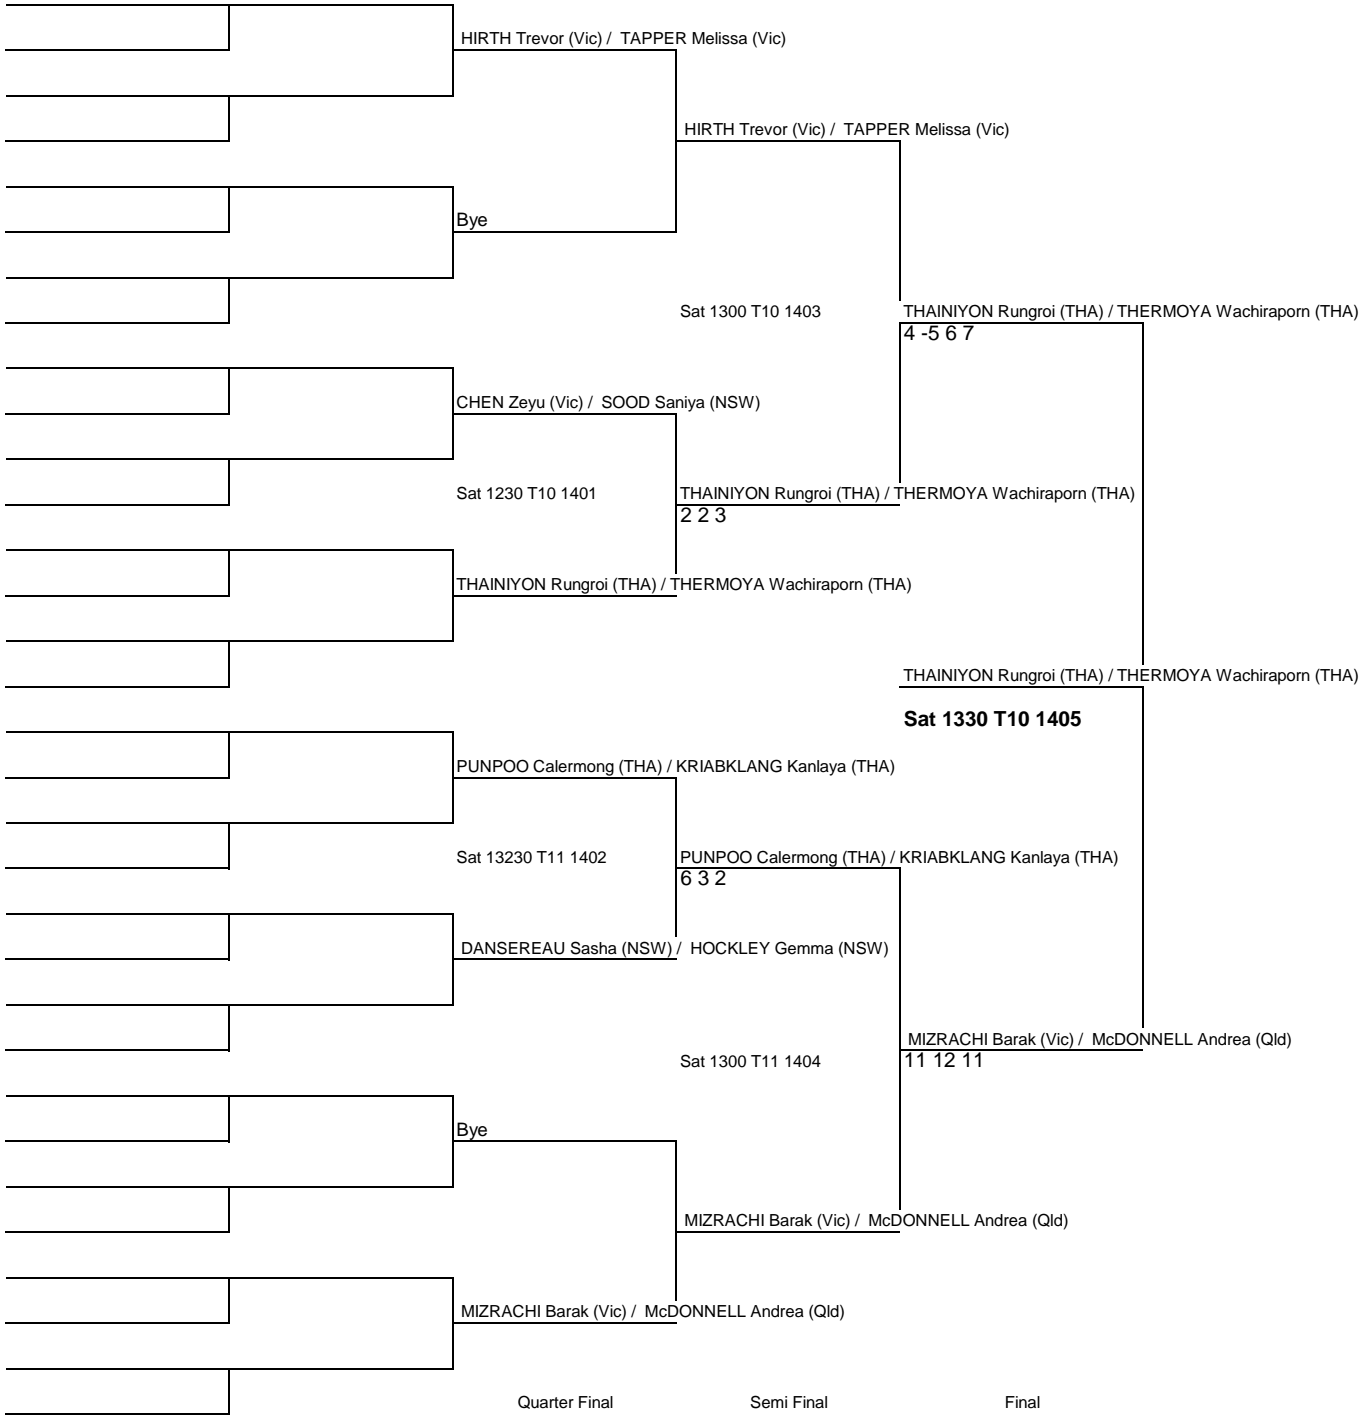 HIRTH Trevor (Vic) / TAPPER Melissa (Vic)
HIRTH Trevor (Vic) / TAPPER Melissa (Vic)
Bye
Sat 1300 T10 1403
THAINIYON Rungroi (THA) / THERMOYA Wachiraporn (THA)
4 -5 6 7
CHEN Zeyu (Vic) / SOOD Saniya (NSW)
Sat 1230 T10 1401
THAINIYON Rungroi (THA) / THERMOYA Wachiraporn (THA)
2 2 3
THAINIYON Rungroi (THA) / THERMOYA Wachiraporn (THA)
THAINIYON Rungroi (THA) / THERMOYA Wachiraporn (THA)
Sat 1330 T10 1405
PUNPOO Calermong (THA) / KRIABKLANG Kanlaya (THA)
Sat 13230 T11 1402
PUNPOO Calermong (THA) / KRIABKLANG Kanlaya (THA)
6 3 2
DANSEREAU Sasha (NSW) / HOCKLEY Gemma (NSW)
MIZRACHI Barak (Vic) / McDONNELL Andrea (Qld)
Sat 1300 T11 1404
11 12 11
Bye
MIZRACHI Barak (Vic) / McDONNELL Andrea (Qld)
MIZRACHI Barak (Vic) / McDONNELL Andrea (Qld)
Quarter Final
Semi Final
Final